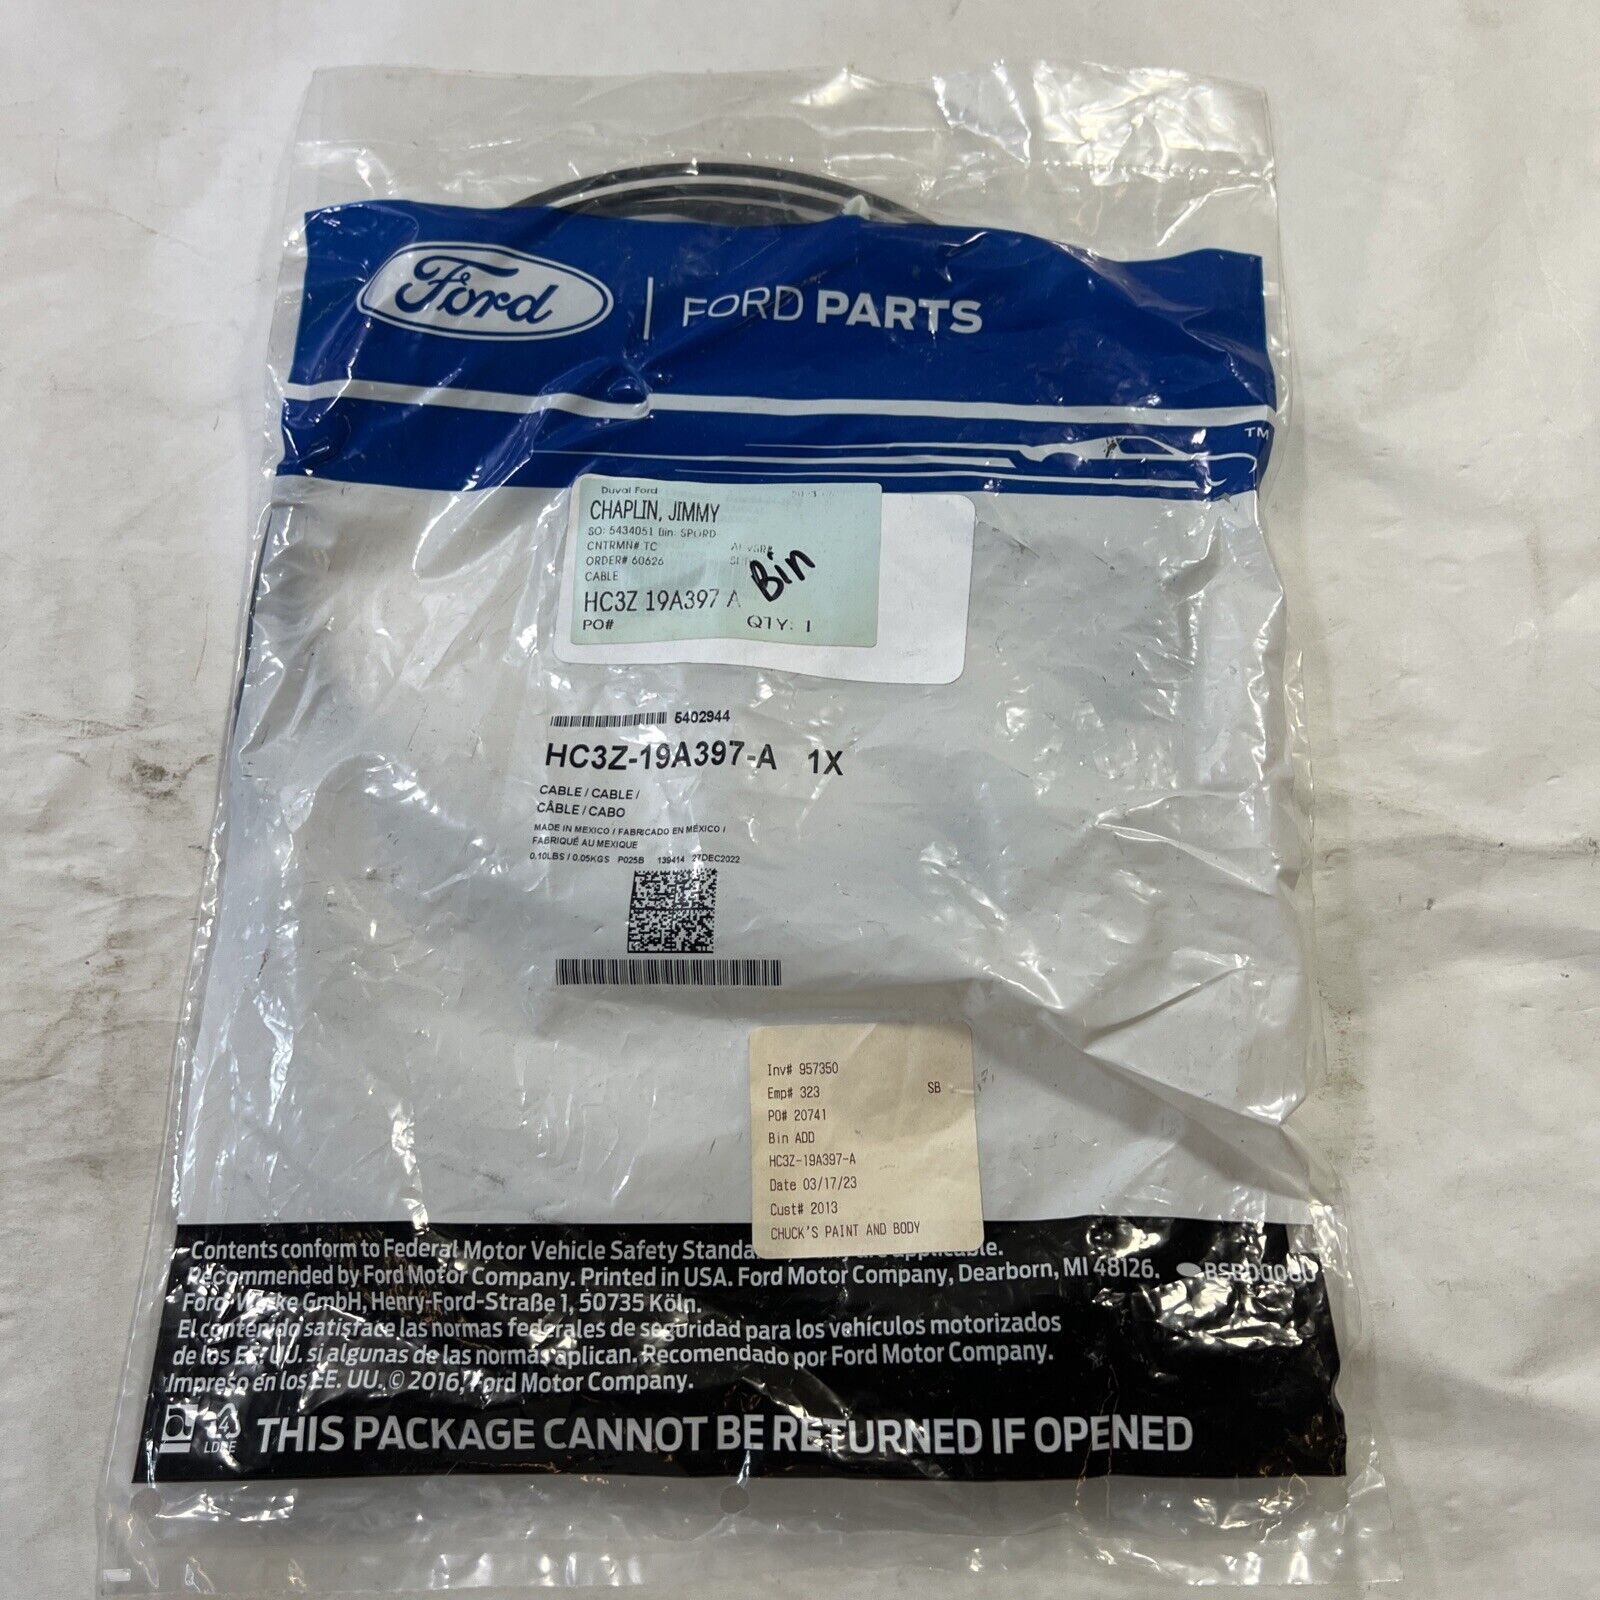 Ford
FORD PARTS
TM
Duval Ford
CHAPLIN, JIMMY
SO: 5434051 Bin: SPORD
CNTRMN# TC
ORDER# 60626
CABLE
Bin
HC3Z 19A397 A
PO# QTY: 1
5402944
HC3Z-19A397-A 1X
CABLE / CABLE /
CÂBLE / CABO
MADE IN MEXICO / FABRICADO EN MÉXICO /
FABRIQUÉ AU MEXIQUE
0.10LBS / 0.05KGS P025B 139414 27DEC2022
Inv# 957350
Emp# 323 SB
PO# 20741
Bin ADD
HC3Z-19A397-A
Date 03/17/23
Cust# 2013
CHUCK'S PAINT AND BODY
Contents conform to Federal Motor Vehicle Safety applicable.
Recommended by Ford Motor Company. Printed in USA. Ford Motor Company, Dearborn, MI 48126.
Ford-Werke GmbH, Henry-Ford-Straße 1, 50735 Köln.
El contenido satisface las normas federales de seguridad para los vehículos motorizados
de los EE. UU. si algunas de las normas aplican. Recomendado por Ford Motor Company.
Impreso en los EE. UU. © 2016, Ford Motor Company.
LDPE THIS PACKAGE CANNOT BE RETURNED IF OPENED